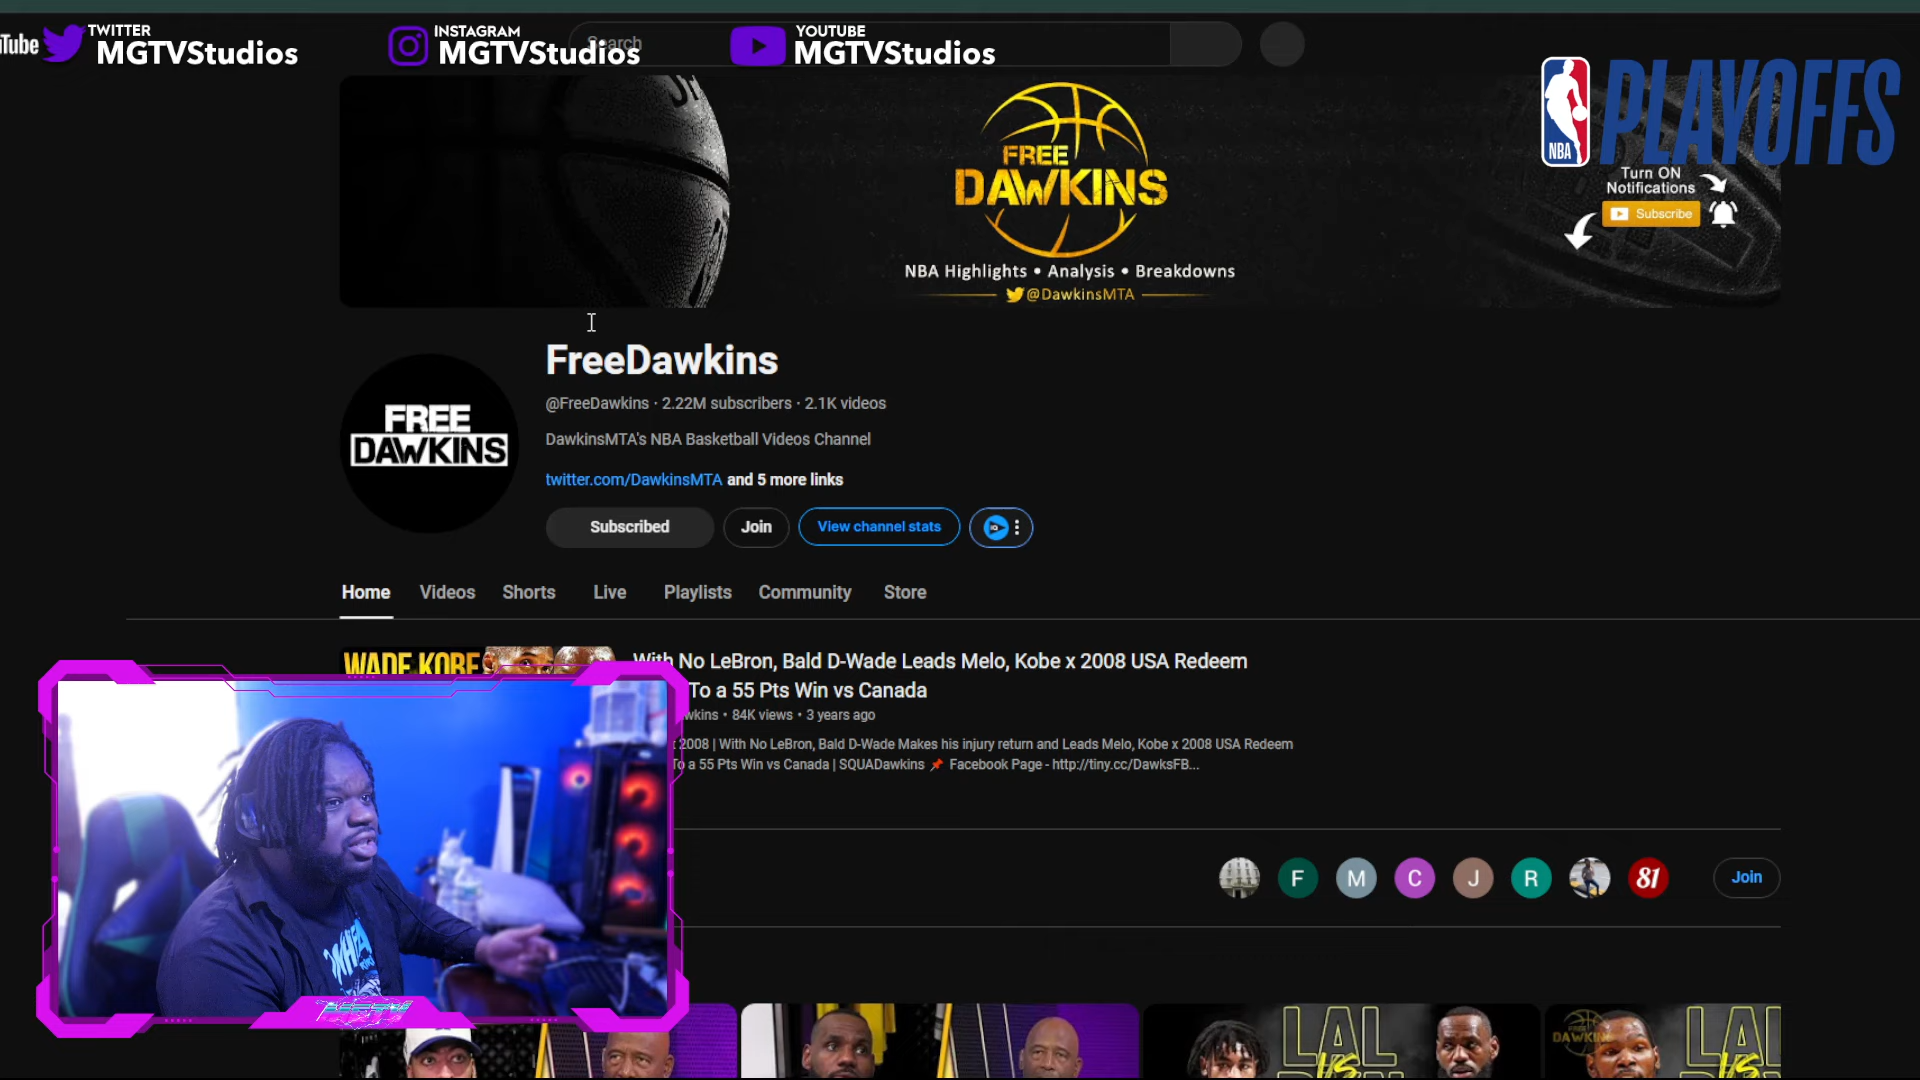 Tube
TWITTER
MGTVStudios
INSTAGRAM
MGTVStudios
Search
YOUTUBE
MGTVStudios
NBA
PLAYOFFS
FREE
DAWKINS
NBA Highlights • Analysis • Breakdowns
@DawkinsMTA
Turn ON
Notifications
Subscribe
FREE
DAWKINS
FreeDawkins
@FreeDawkins · 2.22M subscribers · 2.1K videos
DawkinsMTA's NBA Basketball Videos Channel
twitter.com/DawkinsMTA and 5 more links
Subscribed
Join
View channel stats
Home
Videos
Shorts
Live
Playlists
Community
Store
WADE KOBE
With No LeBron, Bald D-Wade Leads Melo, Kobe x 2008 USA Redeem
To a 55 Pts Win vs Canada
wkins • 84K views • 3 years ago
2008 | With No LeBron, Bald D-Wade Makes his injury return and Leads Melo, Kobe x 2008 USA Redeem
To a 55 Pts Win vs Canada | SQUADawkins 📌 Facebook Page - http://tiny.cc/DawksFB...
F
M
C
J
R
81
Join
LAL
VS
DAWKINS
LAL
VS